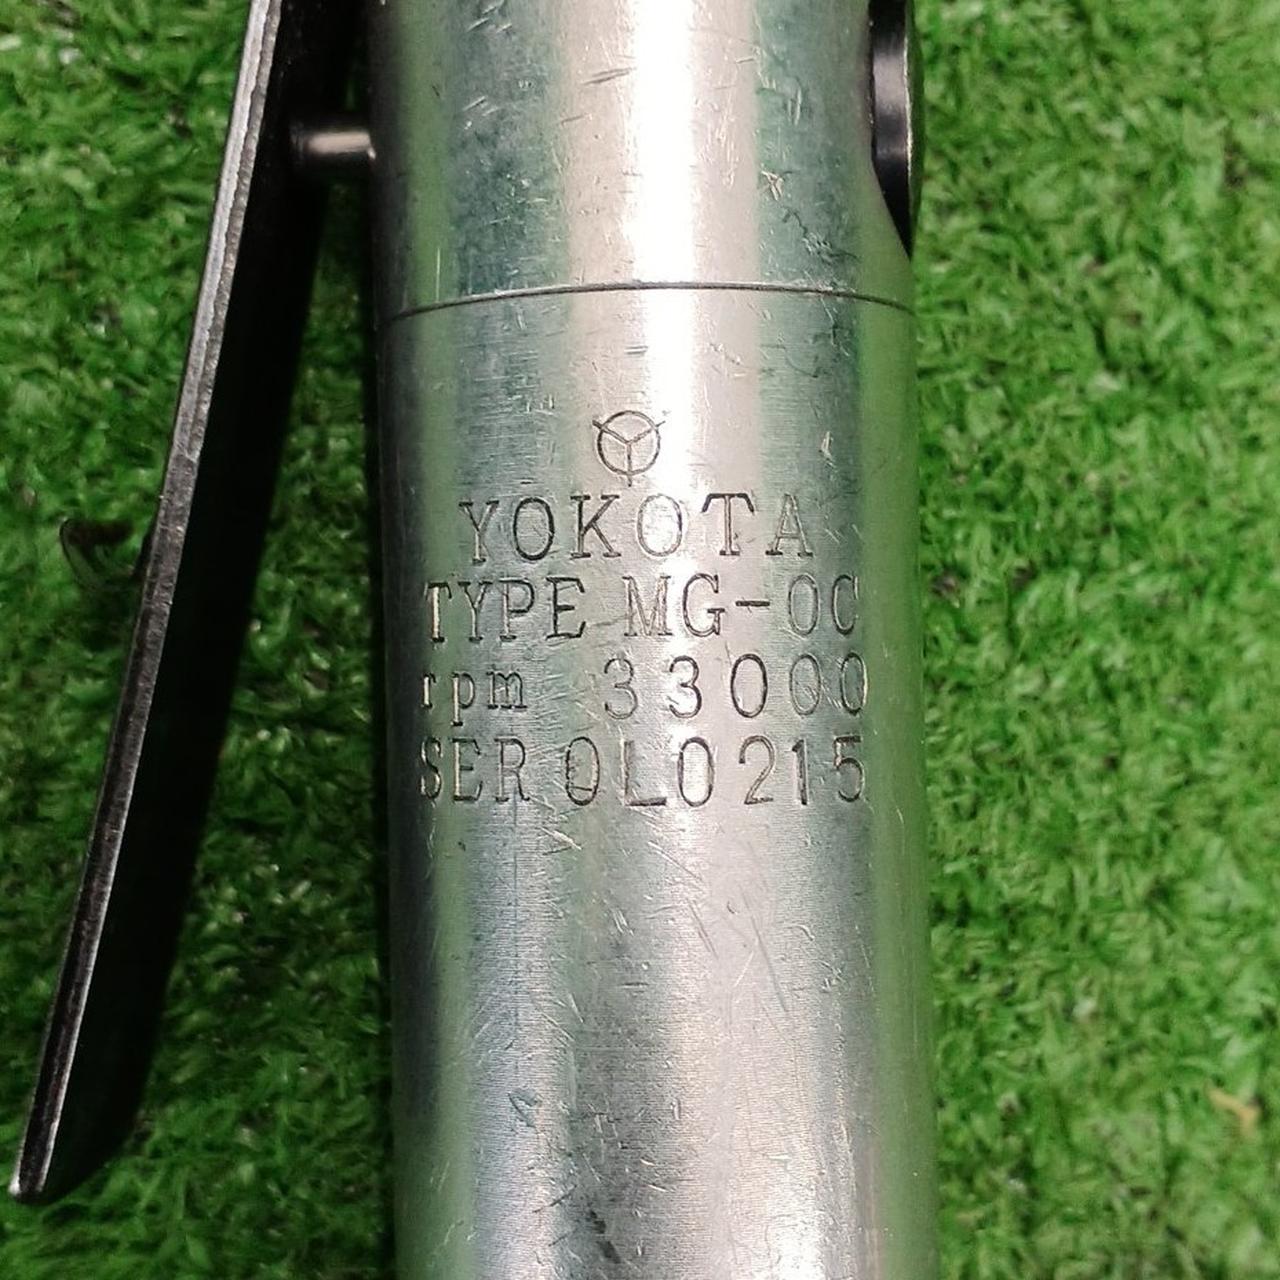 YOKOTA
TYPE MG-0C
rpm 33000
SER 0L0215